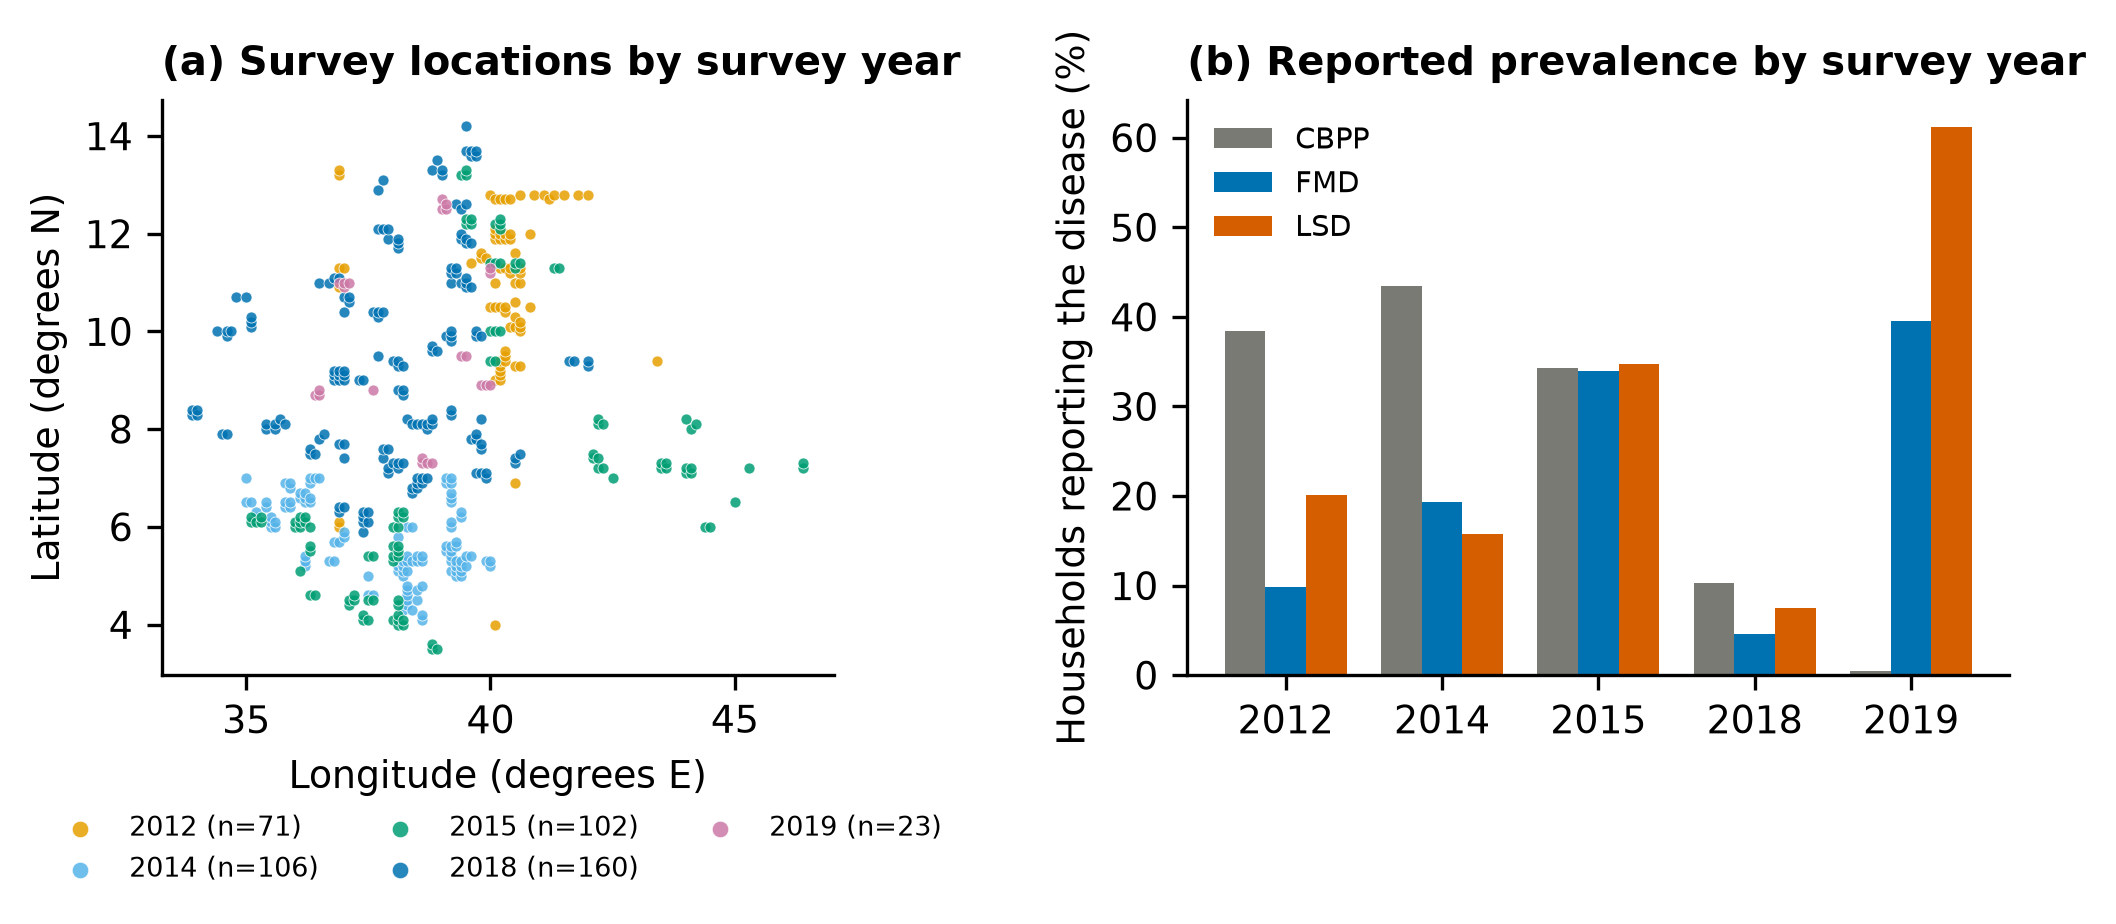 (a) Survey locations by survey year
14
12
10
8
6
4
Latitude (degrees N)
35 40 45
Longitude (degrees E)
2012 (n=71)
2014 (n=106)
2015 (n=102)
2018 (n=160)
2019 (n=23)
(b) Reported prevalence by survey year
Households reporting the disease (%)
60
50
40
30
20
10
0
CBPP
FMD
LSD
2012 2014 2015 2018 2019